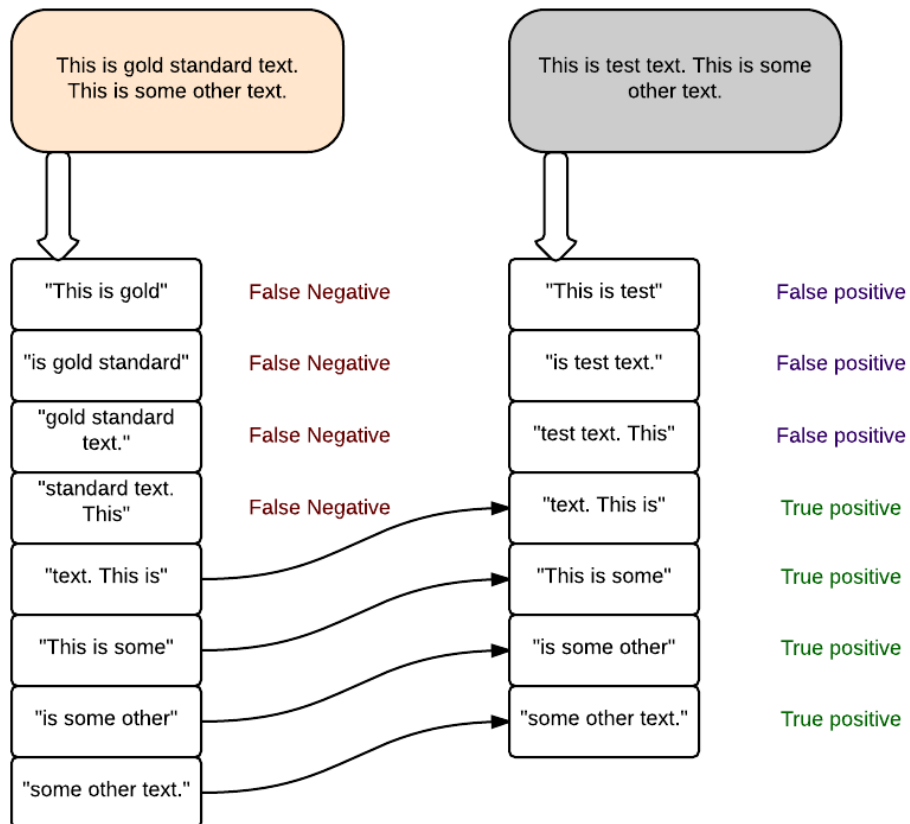 This is gold standard text.
This is some other text.
This is test text. This is some
other text.
"This is gold"
False Negative
"This is test"
False positive
"is gold standard"
False Negative
"is test text."
False positive
"gold standard
text."
False Negative
"test text. This"
False positive
"standard text.
This"
False Negative
"text. This is"
True positive
"text. This is"
"This is some"
True positive
"This is some"
"is some other"
True positive
"is some other"
"some other text."
True positive
"some other text."